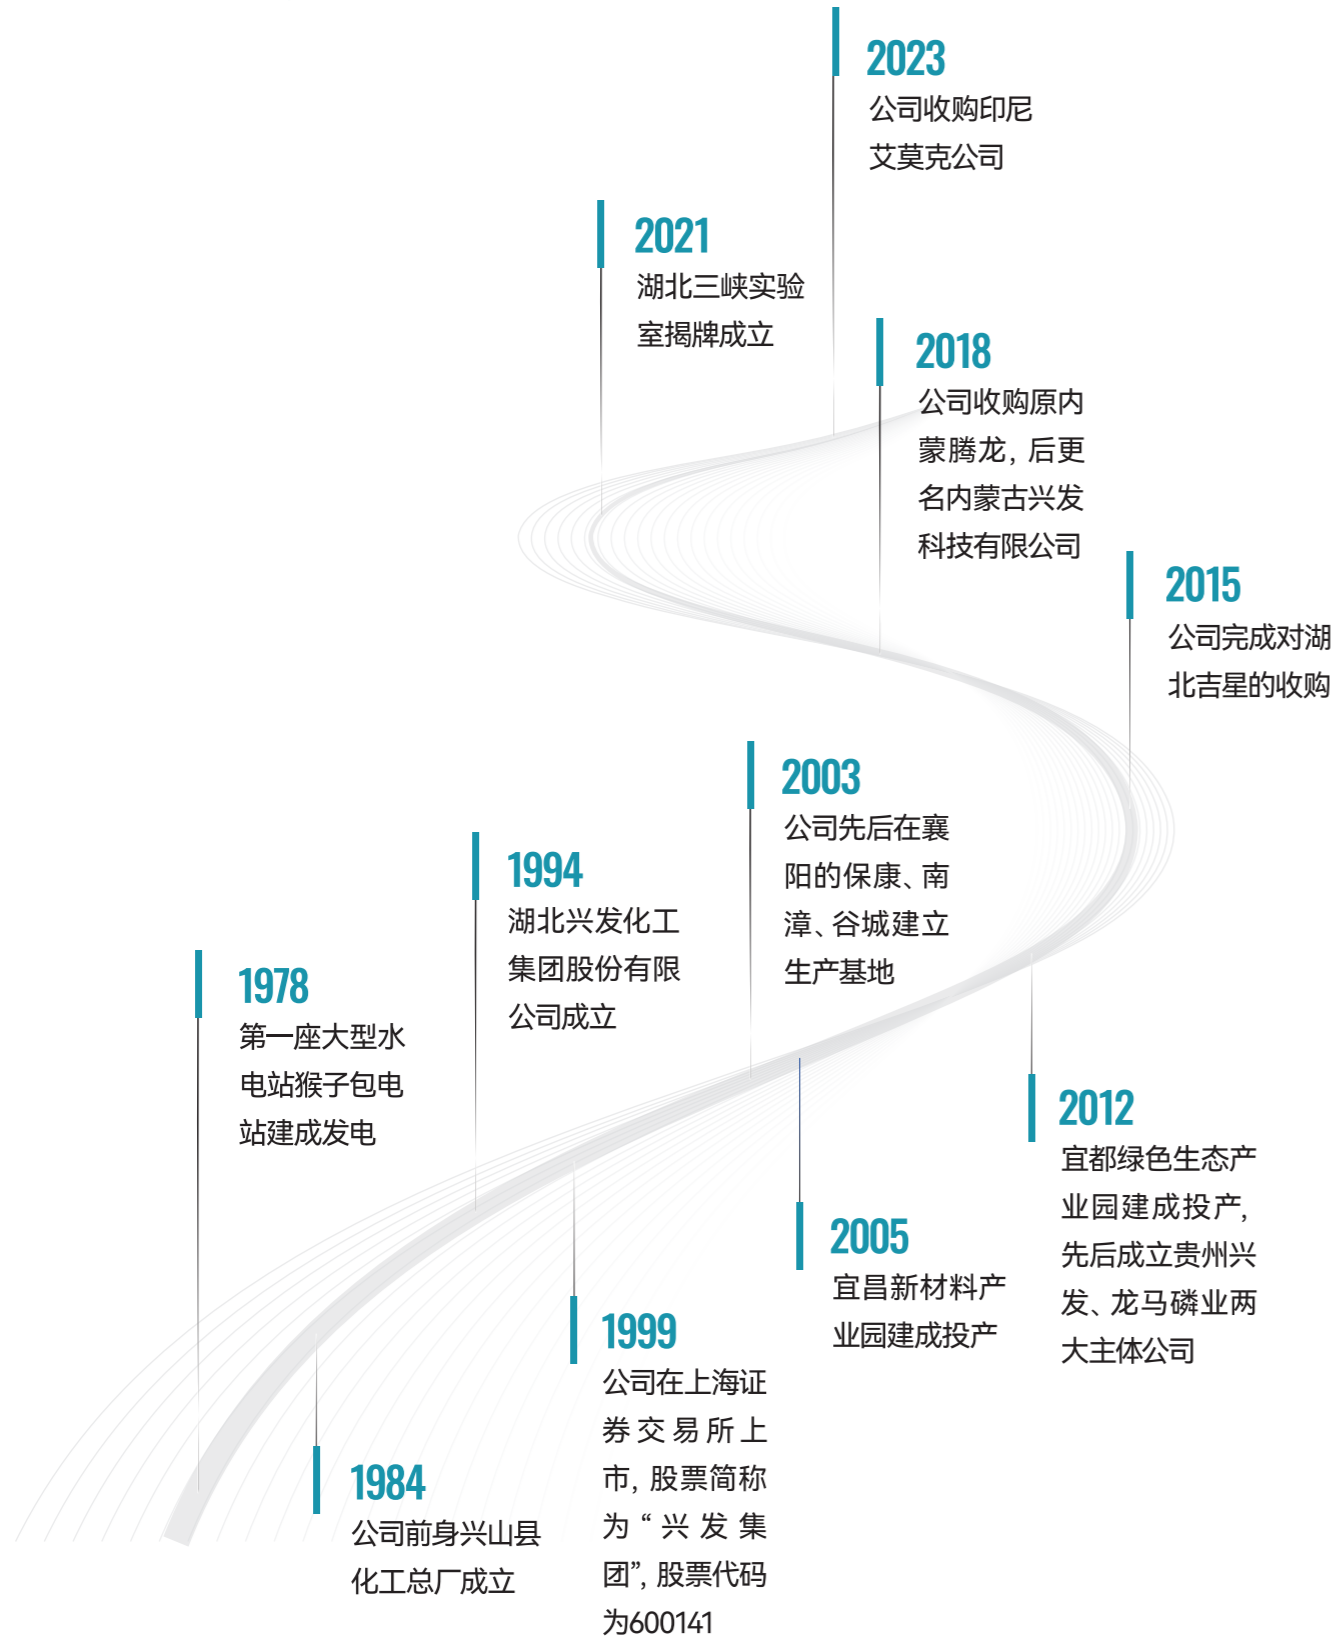 2023
公司收购印尼
艾莫克公司
2021
湖北三峡实验
室揭牌成立
2018
公司收购原内
蒙腾龙，后更
名内蒙古兴发
科技有限公司
2015
公司完成对湖
北吉星的收购
2003
公司先后在襄
阳的保康、南
漳、谷城建立
生产基地
1994
湖北兴发化工
集团股份有限
公司成立
1978
第一座大型水
电站猴子包电
站建成发电
2012
宜都绿色生态产
业园建成投产，
先后成立贵州兴
发、龙马磷业两
大主体公司
2005
宜昌新材料产
业园建成投产
1999
公司在上海证
券交易所上
市，股票简称
为“兴发集
团”，股票代码
为600141
1984
公司前身兴山县
化工总厂成立